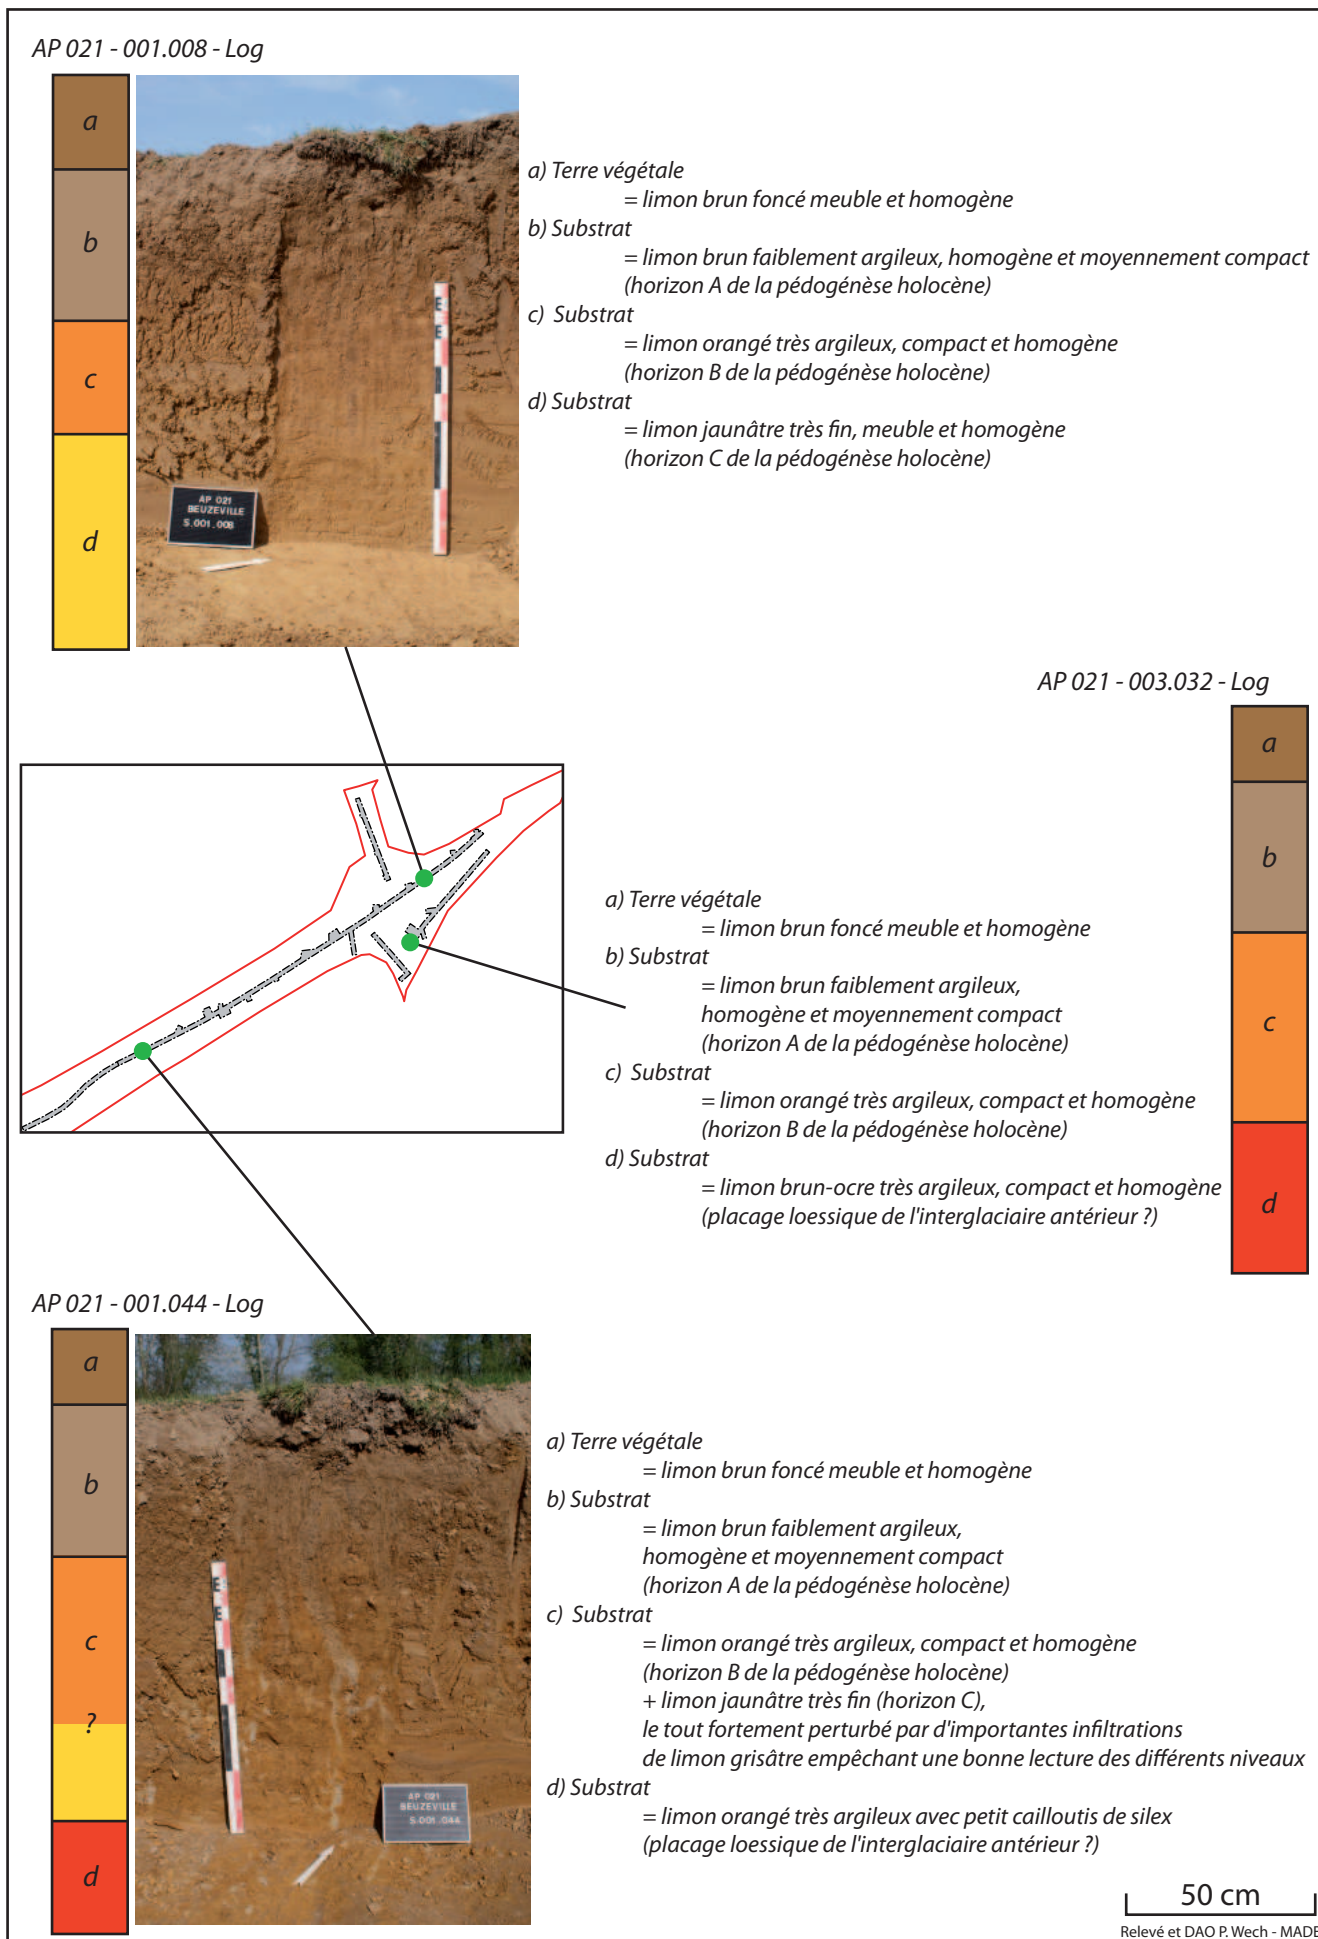 AP 021 - 001.008 - Log
a
b
c
d
E
E
AP 021
BEUZEVILLE
S.001.008
a) Terre végétale
= limon brun foncé meuble et homogène
b) Substrat
= limon brun faiblement argileux, homogène et moyennement compact
(horizon A de la pédogénèse holocène)
c) Substrat
= limon orangé très argileux, compact et homogène
(horizon B de la pédogénèse holocène)
d) Substrat
= limon jaunâtre très fin, meuble et homogène
(horizon C de la pédogénèse holocène)
AP 021 - 003.032 - Log
a
b
c
d
a) Terre végétale
= limon brun foncé meuble et homogène
b) Substrat
= limon brun faiblement argileux,
homogène et moyennement compact
(horizon A de la pédogénèse holocène)
c) Substrat
= limon orangé très argileux, compact et homogène
(horizon B de la pédogénèse holocène)
d) Substrat
= limon brun-ocre très argileux, compact et homogène
(placage loessique de l'interglaciaire antérieur ?)
AP 021 - 001.044 - Log
a
b
c
?
d
E
E
AP 021
BEUZEVILLE
S.001.044
a) Terre végétale
= limon brun foncé meuble et homogène
b) Substrat
= limon brun faiblement argileux,
homogène et moyennement compact
(horizon A de la pédogénèse holocène)
c) Substrat
= limon orangé très argileux, compact et homogène
(horizon B de la pédogénèse holocène)
+ limon jaunâtre très fin (horizon C),
le tout fortement perturbé par d'importantes infiltrations
de limon grisâtre empêchant une bonne lecture des différents niveaux
d) Substrat
= limon orangé très argileux avec petit cailloutis de silex
(placage loessique de l'interglaciaire antérieur ?)
50 cm
Relevé et DAO P. Wech - MADE